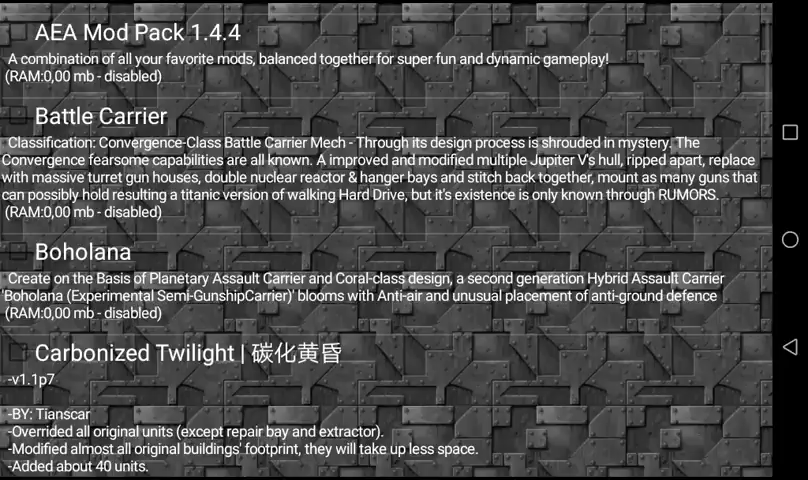 AEA Mod Pack 1.4.4
A combination of all your favorite mods, balanced together for super fun and dynamic gameplay!
(RAM:0,00 mb - disabled)
Battle Carrier
Classification: Convergence-Class Battle Carrier Mech - Through its design process is shrouded in mystery. The
Convergence fearsome capabilities are all known. A improved and modified multiple Jupiter V's hull, ripped apart, replace
with massive turret gun houses, double nuclear reactor & hanger bays and stitch back together, mount as many guns that
can possibly hold resulting a titanic version of walking Hard Drive, but it's existence is only known through RUMORS.
(RAM:0,00 mb - disabled)
Boholana
Create on the Basis of Planetary Assault Carrier and Coral-class design, a second generation Hybrid Assault Carrier
'Boholana (Experimental Semi-GunshipCarrier)' blooms with Anti-air and unusual placement of anti-ground defence
(RAM:0,00 mb - disabled)
Carbonized Twilight | 碳化黄昏
-v1.1p7
-BY: Tianscar
-Overrided all original units (except repair bay and extractor).
-Modified almost all original buildings' footprint, they will take up less space.
-Added about 40 units.